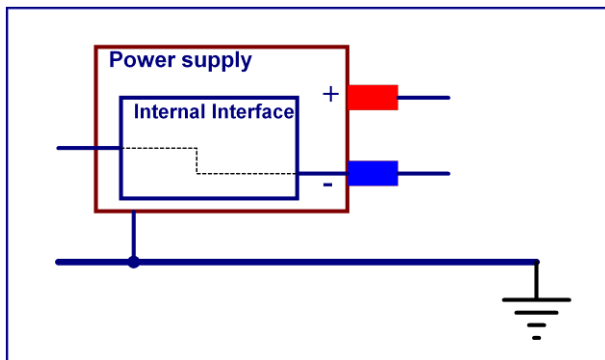 Power supply
Internal Interface
+
-